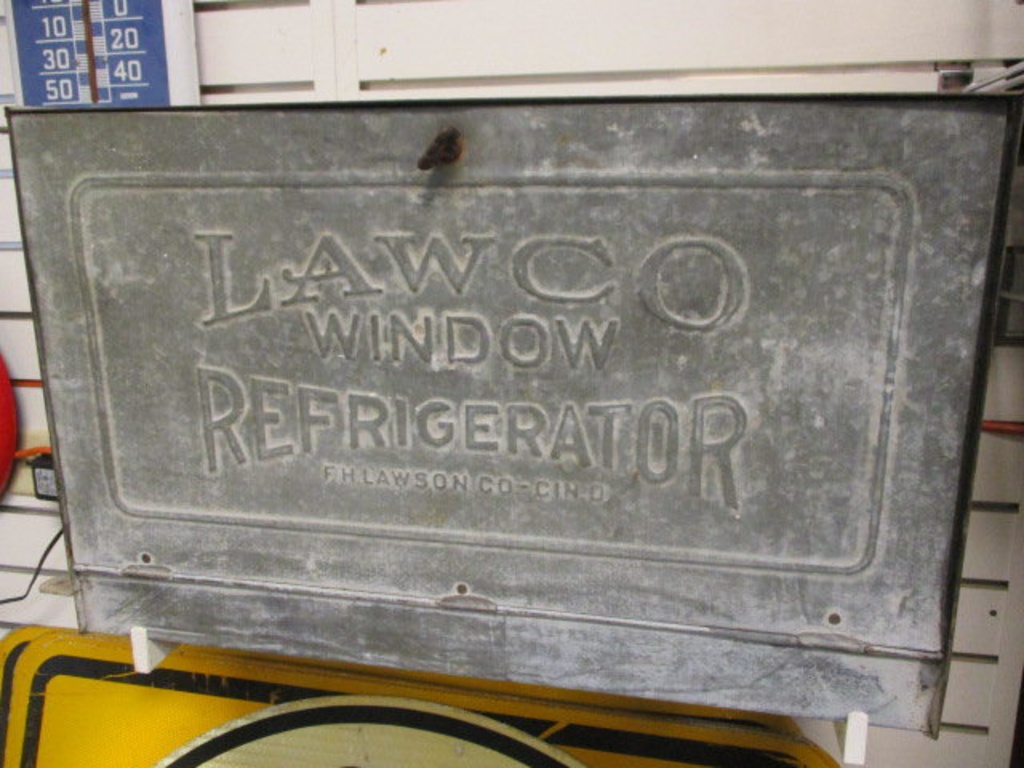 10 0
30 20
50 40
LAWCO
WINDOW
REFRIGERATOR
F.H.LAWSON CO-CIN.O